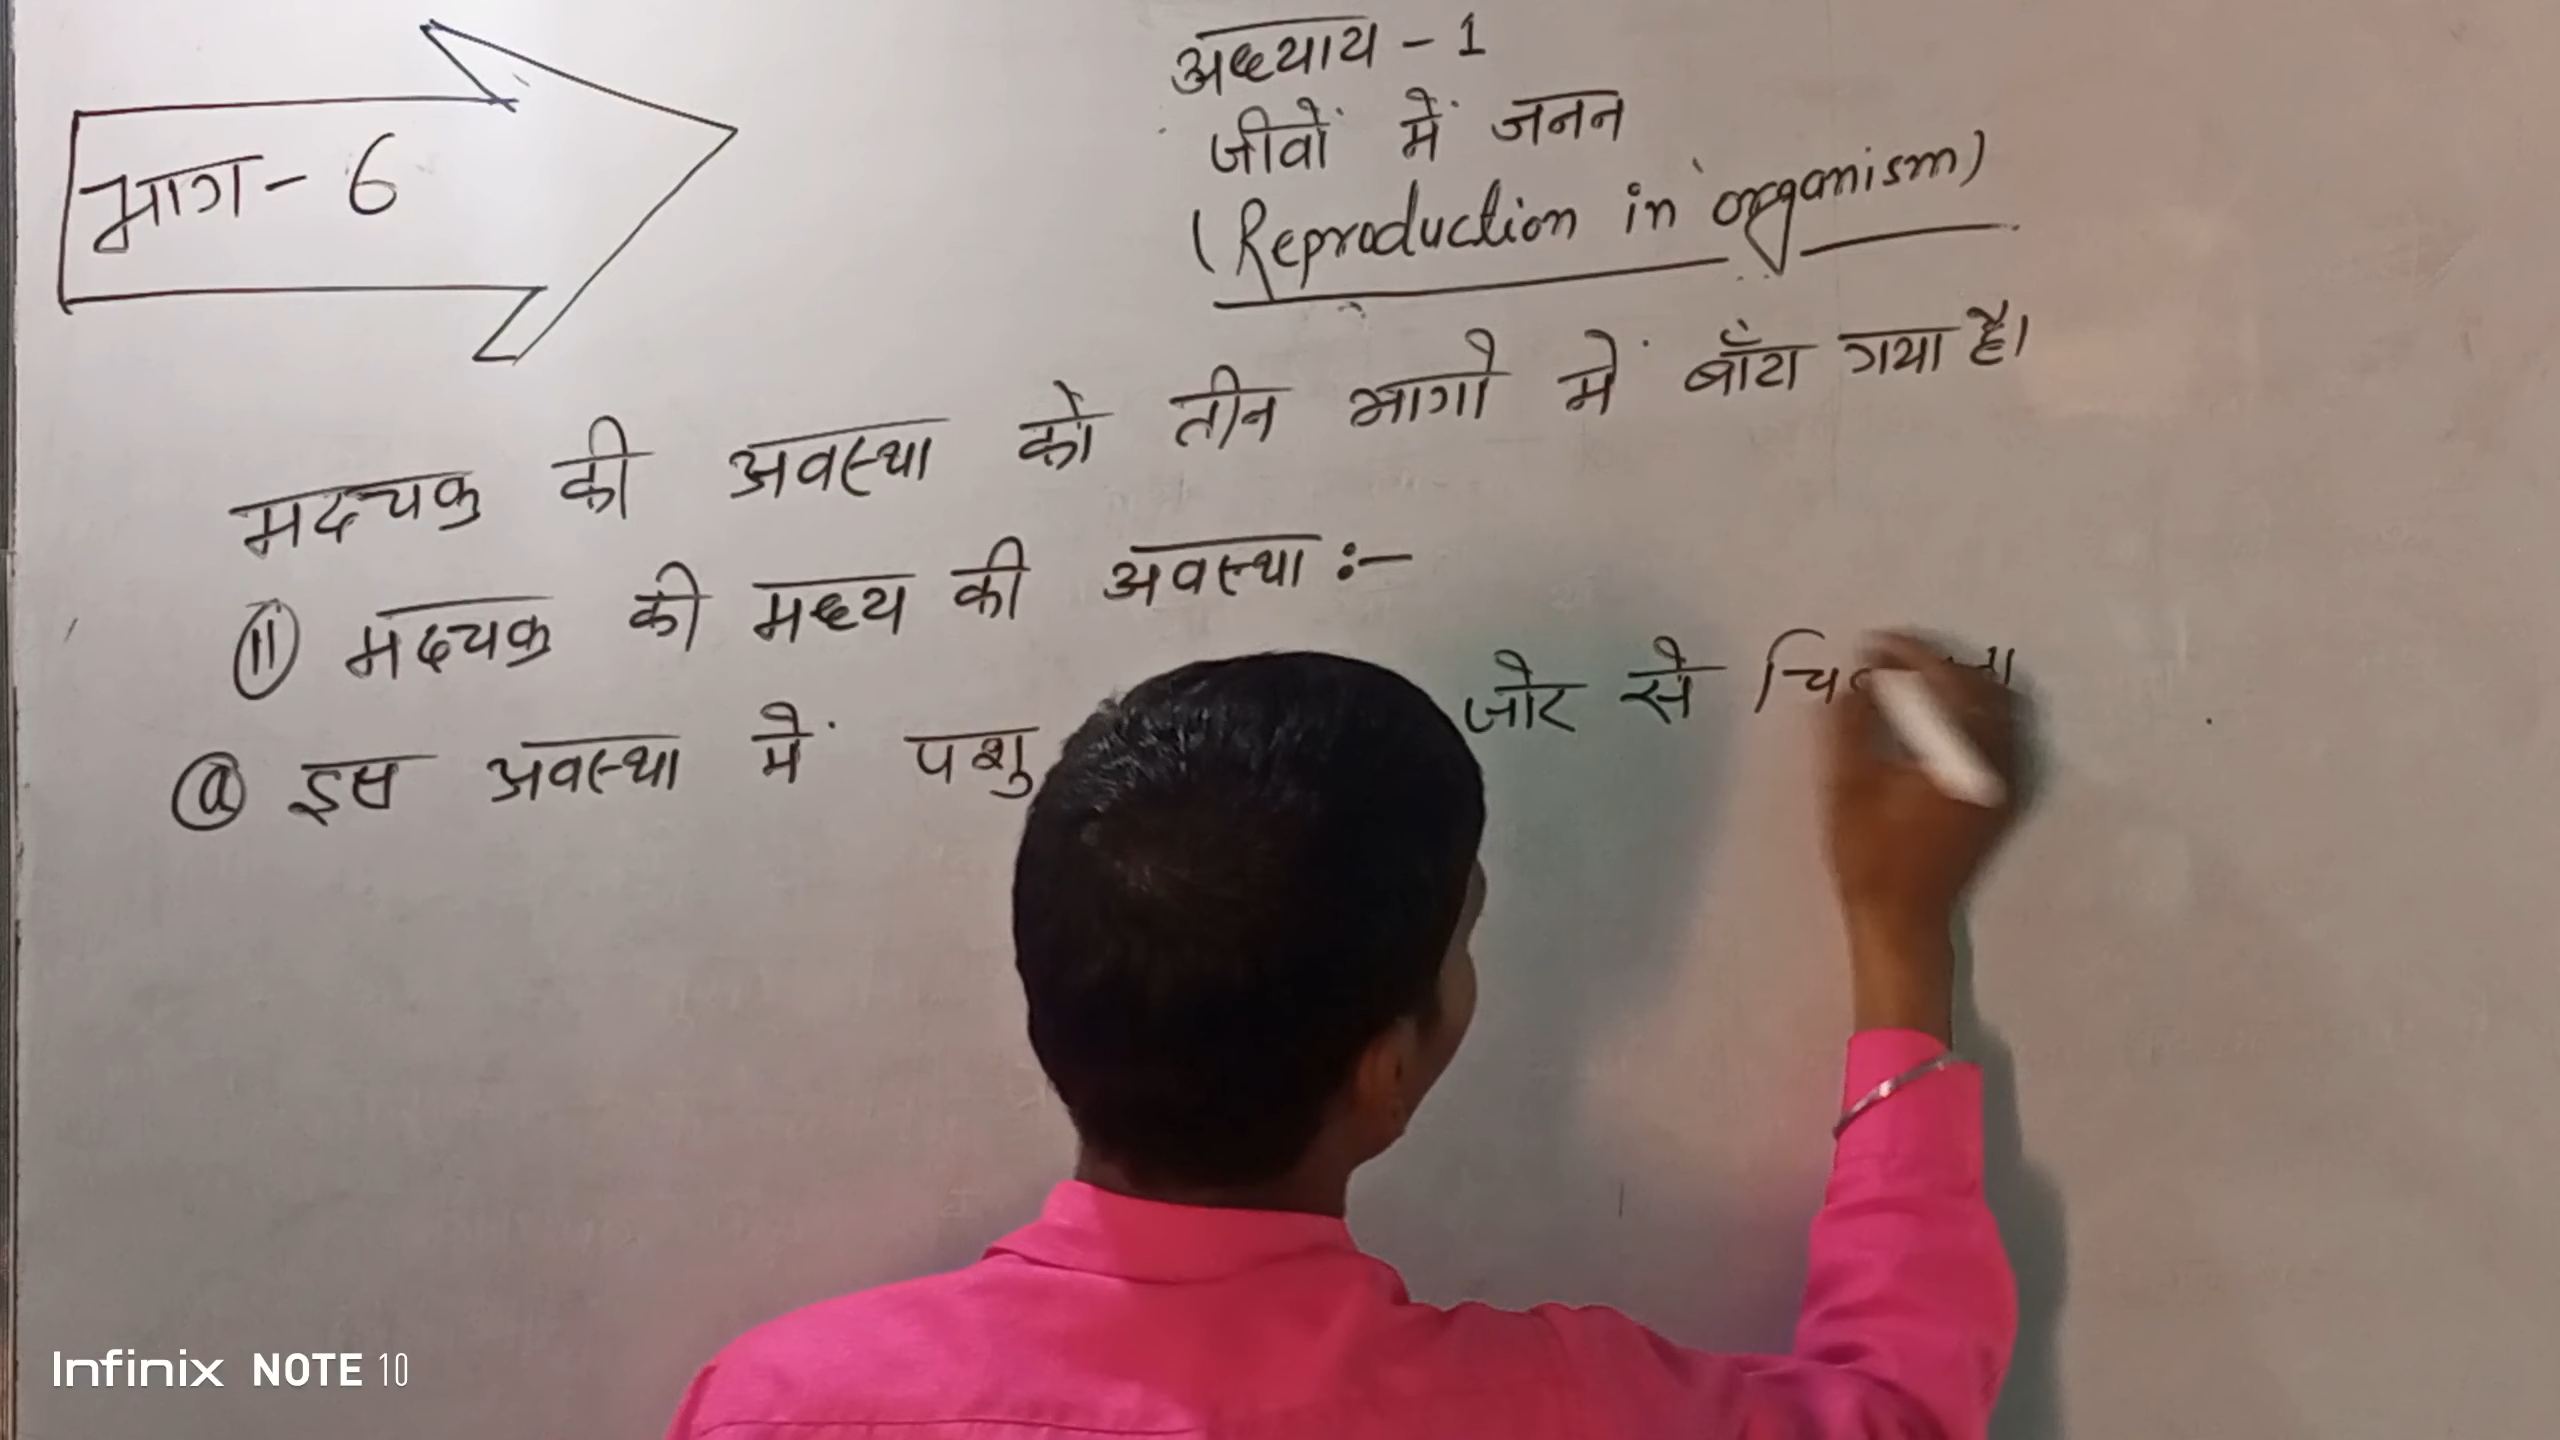 भाग - 6
अध्याय - 1
जीवों में जनन
(Reproduction in organism)
मदचक्र की अवस्था को तीन भागों में बाँटा गया है।
(ii) मदचक्र की मध्य की अवस्था :-
(a) इस अवस्था में पशु जोर से
Infinix NOTE 10